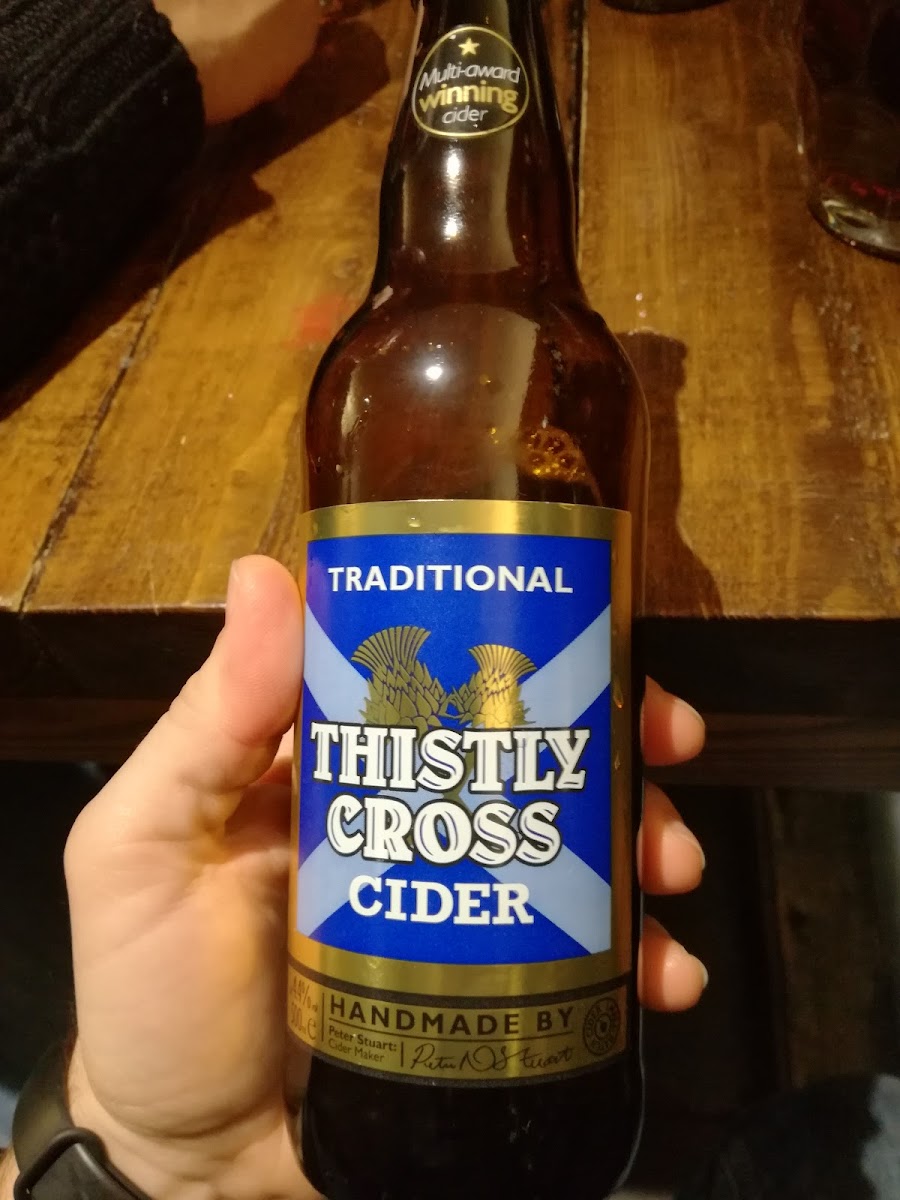 Multi-award
winning
cider
TRADITIONAL
THISTLY
CROSS
CIDER
HANDMADE BY
Peter Stuart:
Cider Maker